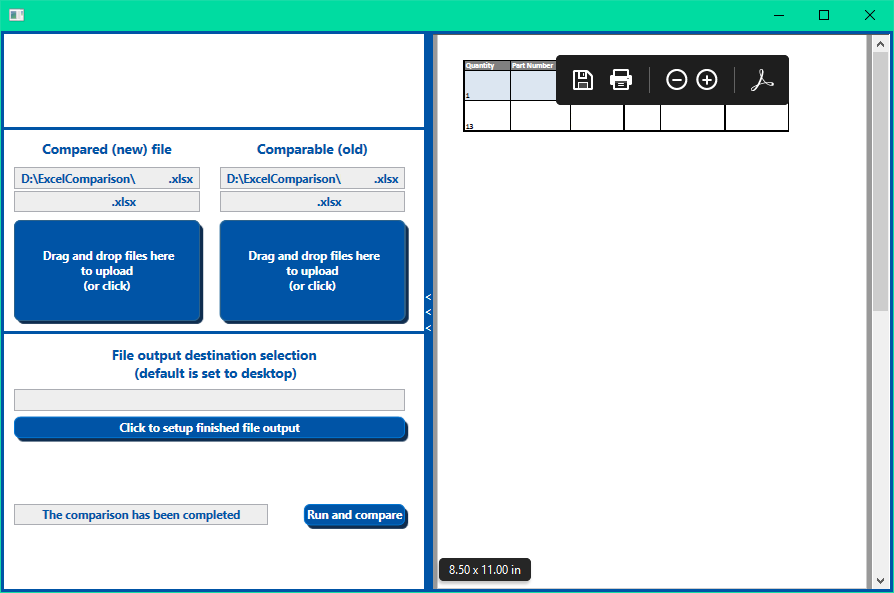 Compared (new) file
Comparable (old)
D:\ExcelComparison\ .xlsx
D:\ExcelComparison\ .xlsx
.xlsx
.xlsx
Drag and drop files here
to upload
(or click)
Drag and drop files here
to upload
(or click)
<
<
<
File output destination selection
(default is set to desktop)
Click to setup finished file output
The comparison has been completed
Run and compare
Quantity Part Number
1
13
8.50 x 11.00 in